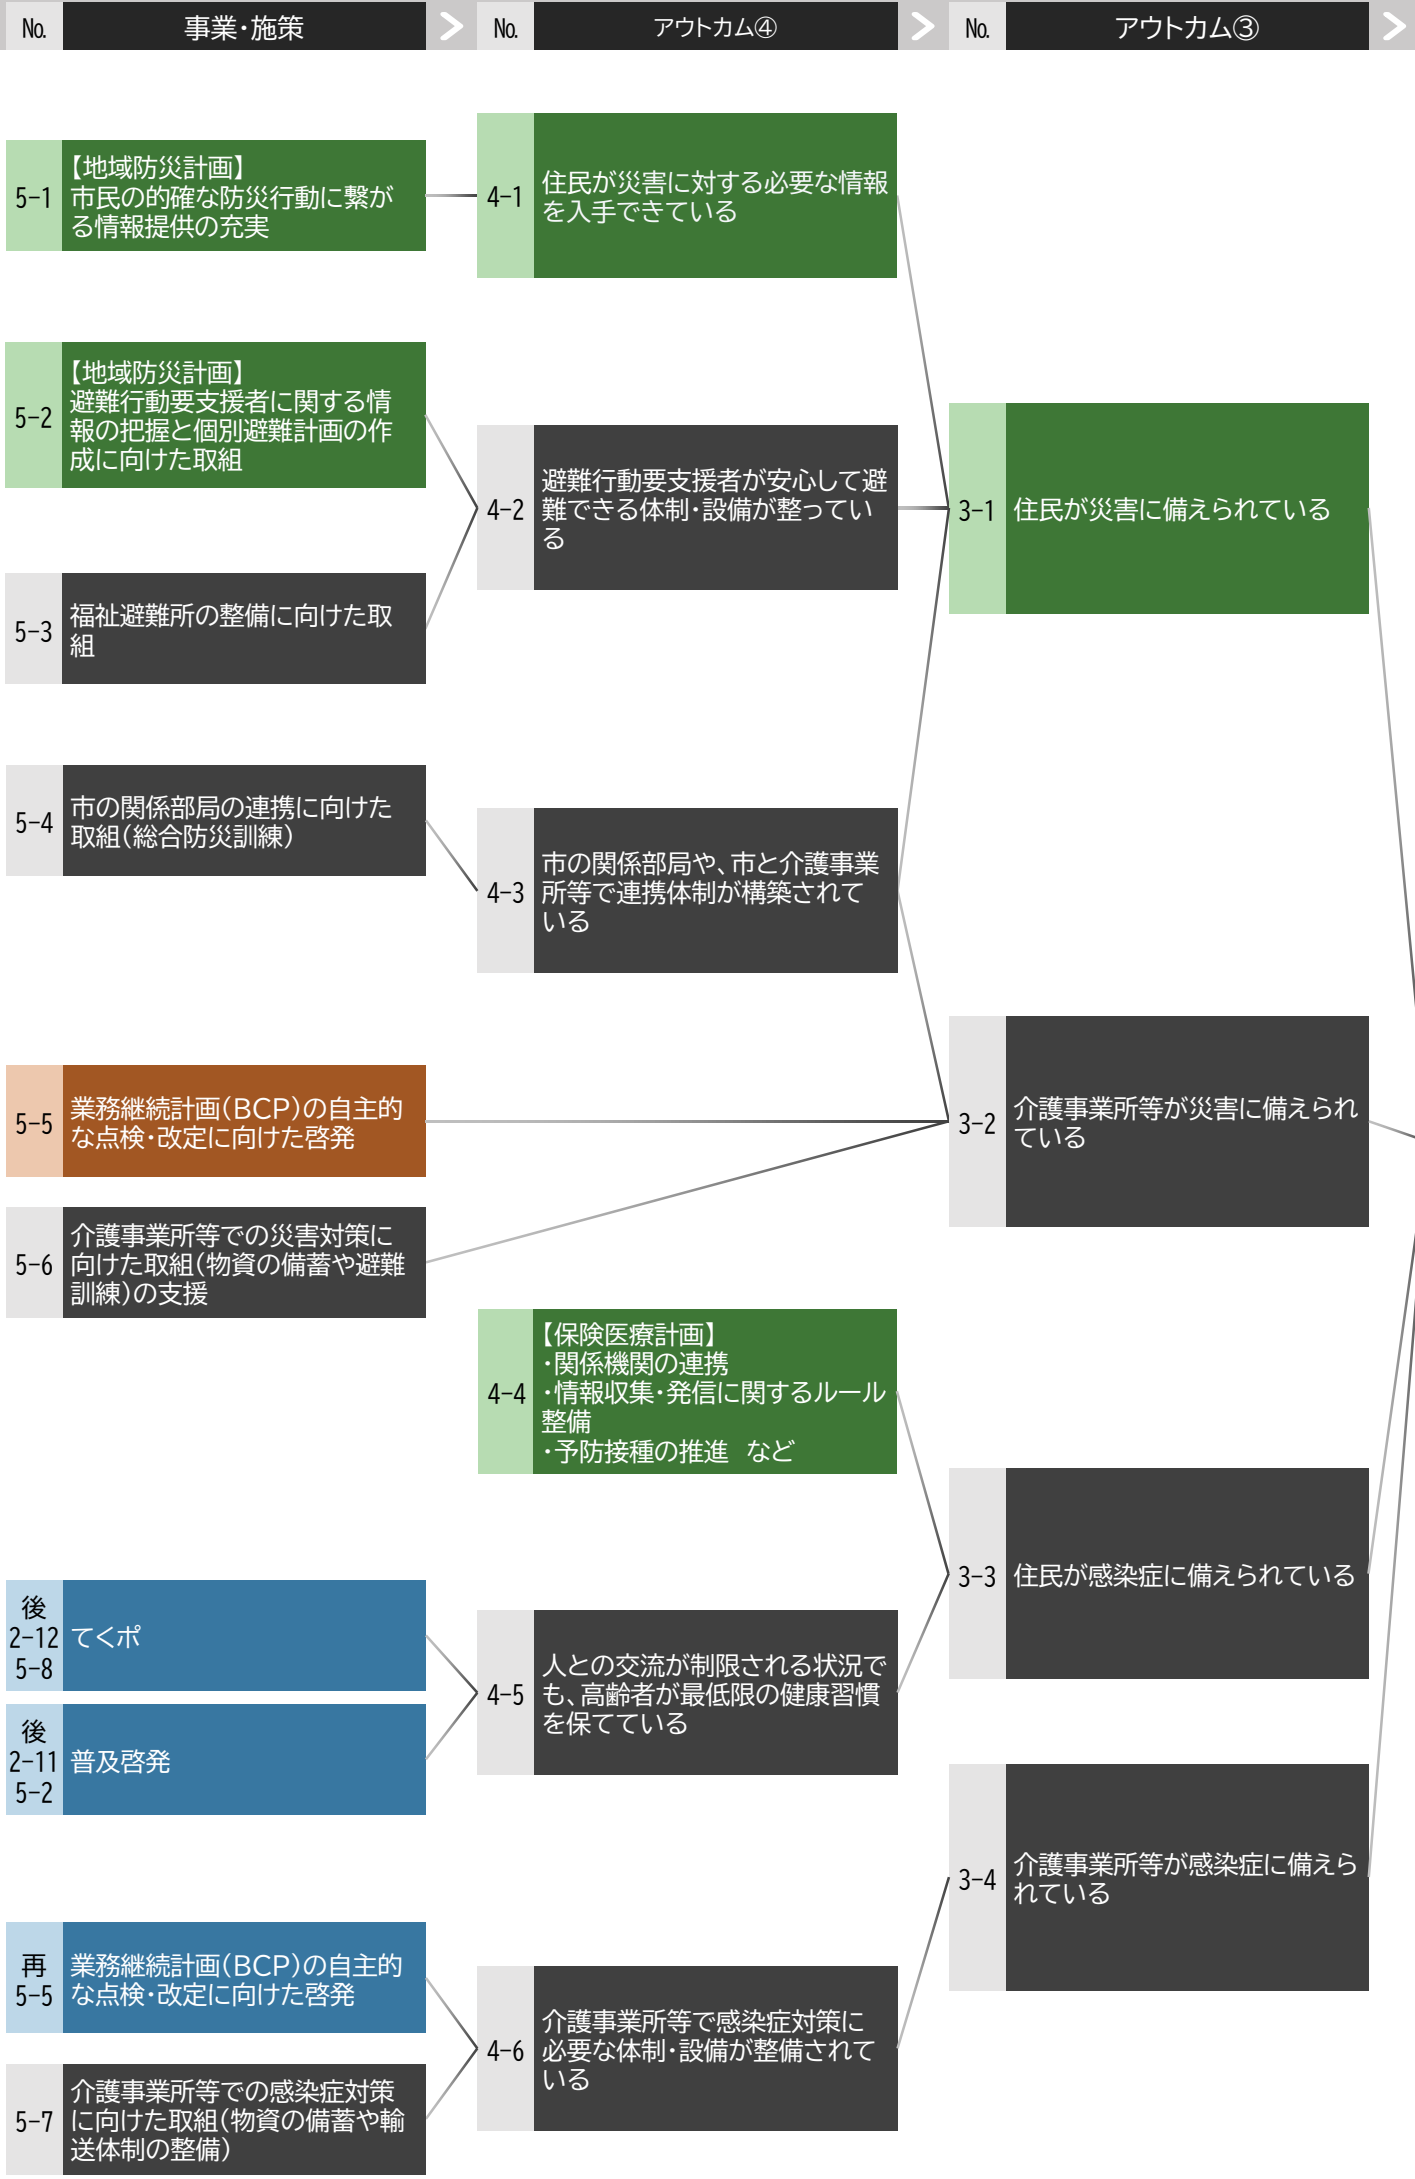 No.
事業・施策
No.
アウトカム④
No.
アウトカム③
5-1
【地域防災計画】
市民の的確な防災行動に繋が
る情報提供の充実
4-1
住民が災害に対する必要な情報
を入手できている
5-2
【地域防災計画】
避難行動要支援者に関する情
報の把握と個別避難計画の作
成に向けた取組
4-2
避難行動要支援者が安心して避
難できる体制・設備が整ってい
る
3-1
住民が災害に備えられている
5-3
福祉避難所の整備に向けた取
組
5-4
市の関係部局の連携に向けた
取組(総合防災訓練)
4-3
市の関係部局や、市と介護事業
所等で連携体制が構築されて
いる
5-5
業務継続計画(BCP)の自主的
な点検・改定に向けた啓発
3-2
介護事業所等が災害に備えられ
ている
5-6
介護事業所等での災害対策に
向けた取組(物資の備蓄や避難
訓練)の支援
4-4
【保険医療計画】
・関係機関の連携
・情報収集・発信に関するルール
整備
・予防接種の推進　など
3-3
住民が感染症に備えられている
後
2-12
5-8
てくポ
4-5
人との交流が制限される状況で
も、高齢者が最低限の健康習慣
を保てている
後
2-11
5-2
普及啓発
3-4
介護事業所等が感染症に備えら
れている
再
5-5
業務継続計画(BCP)の自主的
な点検・改定に向けた啓発
4-6
介護事業所等で感染症対策に
必要な体制・設備が整備されて
いる
5-7
介護事業所等での感染症対策
に向けた取組(物資の備蓄や輸
送体制の整備)